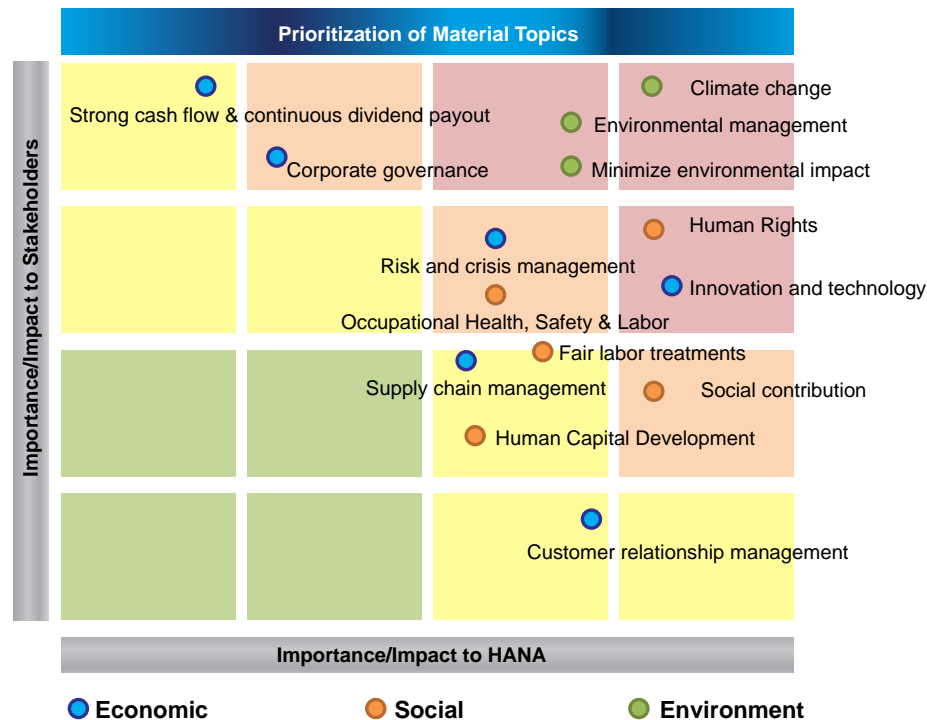 Prioritization of Material Topics
Importance/Impact to Stakeholders
Climate change
Strong cash flow & continuous dividend payout
Environmental management
Corporate governance
Minimize environmental impact
Human Rights
Risk and crisis management
Innovation and technology
Occupational Health, Safety & Labor
Fair labor treatments
Supply chain management
Social contribution
Human Capital Development
Customer relationship management
Importance/Impact to HANA
Economic
Social
Environment